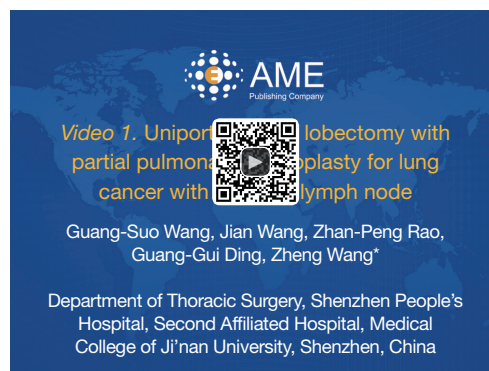 AME
Publishing Company
Video 1. Uniport lobectomy with
partial pulmona oplasty for lung
cancer with lymph node
Guang-Suo Wang, Jian Wang, Zhan-Peng Rao,
Guang-Gui Ding, Zheng Wang*
Department of Thoracic Surgery, Shenzhen People’s
Hospital, Second Affiliated Hospital, Medical
College of Ji’nan University, Shenzhen, China